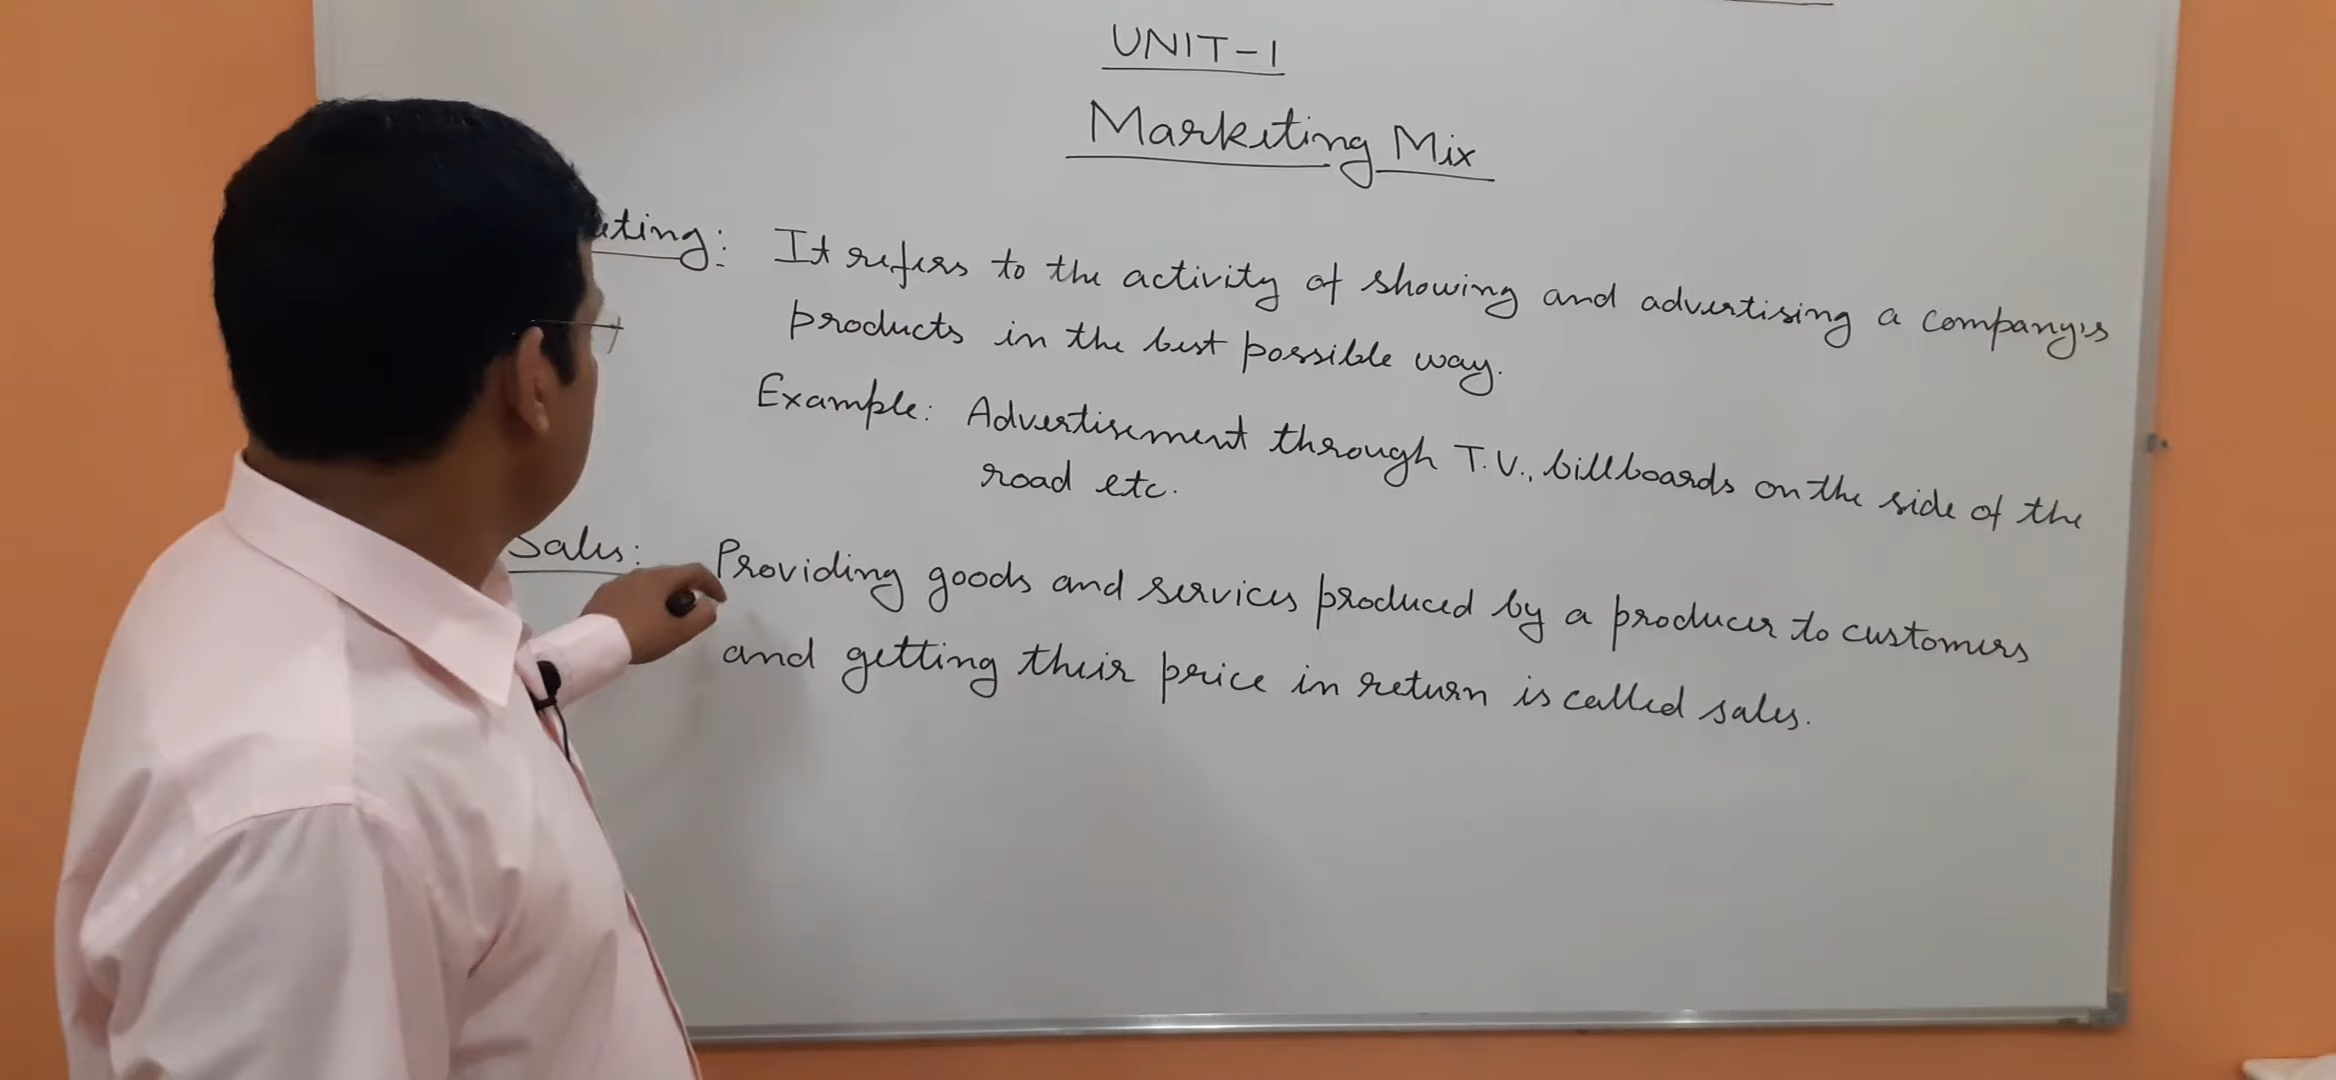 UNIT-1
Marketing Mix
eting: It refers to the activity of showing and advertising a company's
products in the best possible way.
Example: Advertisement through T.V., billboards on the side of the
road etc.
Sales: Providing goods and services produced by a producer to customers
and getting their price in return is called sales.